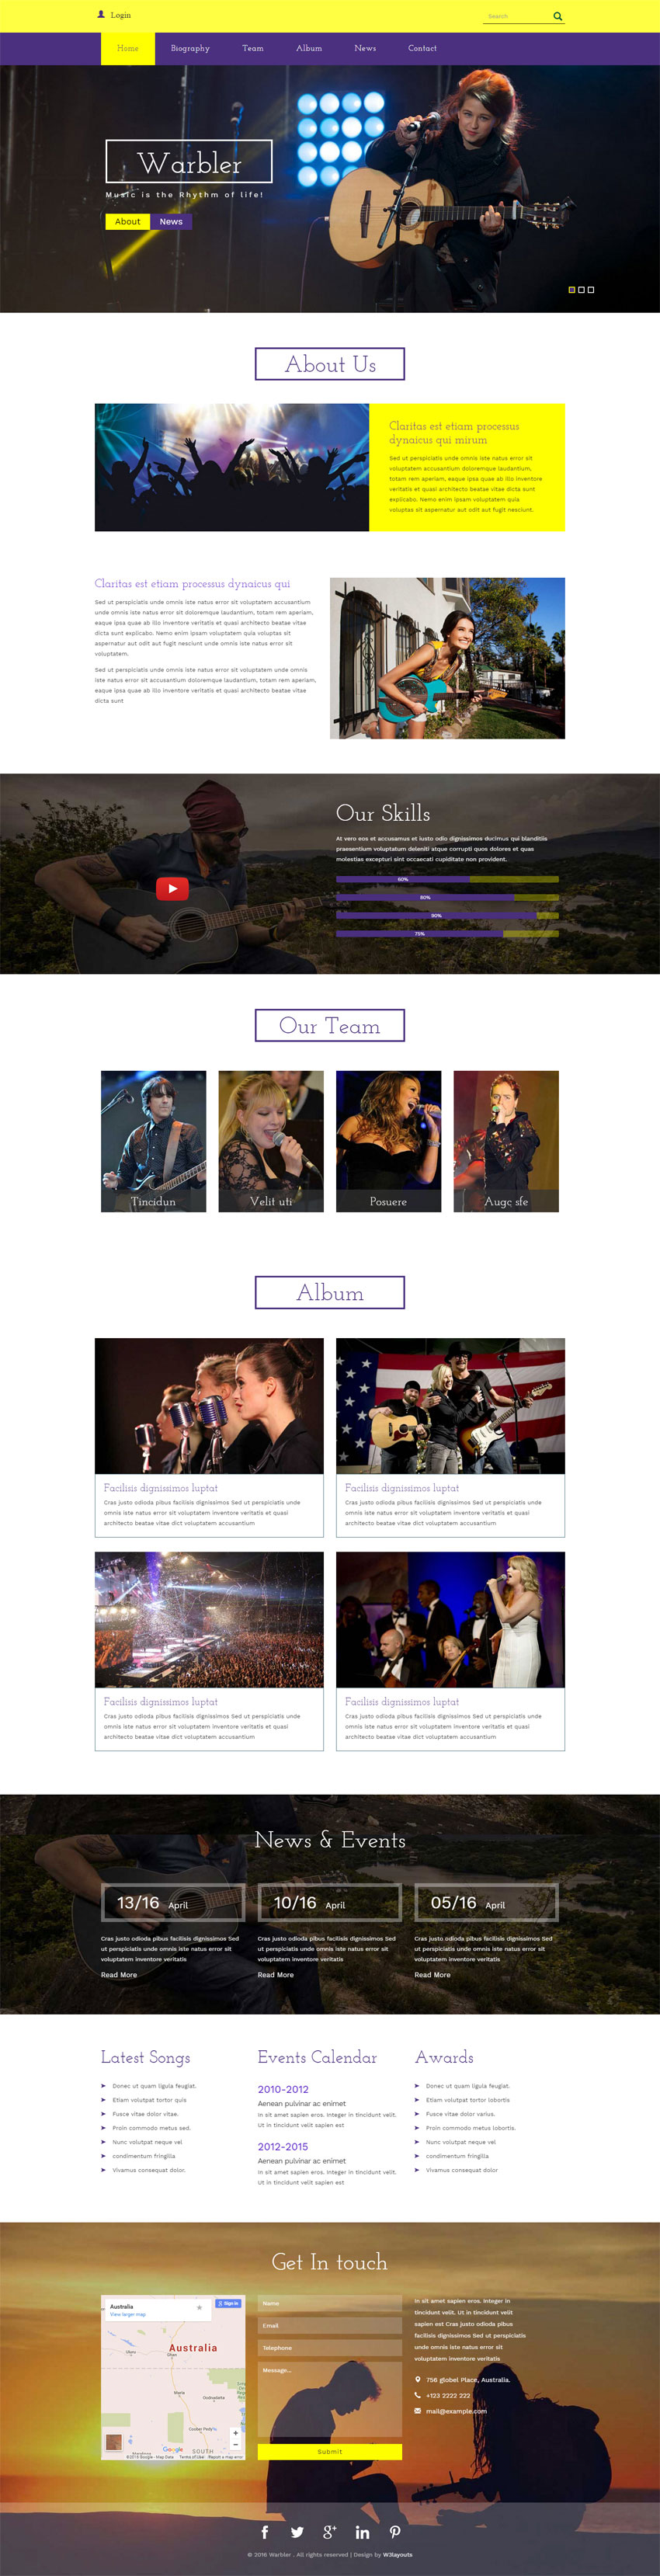 Login
Search
Home Biography Team Album News Contact
Warbler
Music is the Rhythm of life!
About News
About Us
Claritas est etiam processus
dynaicus qui mirum
Sed ut perspiciatis unde omnis iste natus error sit
voluptatem accusantium doloremque laudantium,
totam rem aperiam, eaque ipsa quae ab illo inventore
veritatis et quasi architecto beatae vitae dicta sunt
explicabo. Nemo enim ipsam voluptatem quia
voluptas sit aspernatur aut odit aut fugit nesciunt.
Claritas est etiam processus dynaicus qui
Sed ut perspiciatis unde omnis iste natus error sit voluptatem accusantium
unde omnis iste natus error sit doloremque laudantium, totam rem aperiam,
eaque ipsa quae ab illo inventore veritatis et quasi architecto beatae vitae
dicta sunt explicabo. Nemo enim ipsam voluptatem quia voluptas sit
aspernatur aut odit aut fugit nesciunt unde omnis iste natus error sit
voluptatem.
Sed ut perspiciatis unde omnis iste natus error sit voluptatem unde omnis
iste natus error sit accusantium doloremque laudantium, totam rem aperiam,
eaque ipsa quae ab illo inventore veritatis et quasi architecto beatae vitae
dicta sunt
Our Skills
At vero eos et accusamus et iusto odio dignissimos ducimus qui blanditiis
praesentium voluptatum deleniti atque corrupti quos dolores et quas
molestias excepturi sint occaecati cupiditate non provident.
60%
80%
90%
75%
Our Team
Tincidun
Velit uti
Posuere
Augc sfe
Album
Facilisis dignissimos luptat
Cras justo odioda pibus facilisis dignissimos Sed ut perspiciatis unde
omnis iste natus error sit voluptatem inventore veritatis et quasi
architecto beatae vitae dict voluptatem accusantium
Facilisis dignissimos luptat
Cras justo odioda pibus facilisis dignissimos Sed ut perspiciatis unde
omnis iste natus error sit voluptatem inventore veritatis et quasi
architecto beatae vitae dict voluptatem accusantium
Facilisis dignissimos luptat
Cras justo odioda pibus facilisis dignissimos Sed ut perspiciatis unde
omnis iste natus error sit voluptatem inventore veritatis et quasi
architecto beatae vitae dict voluptatem accusantium
Facilisis dignissimos luptat
Cras justo odioda pibus facilisis dignissimos Sed ut perspiciatis unde
omnis iste natus error sit voluptatem inventore veritatis et quasi
architecto beatae vitae dict voluptatem accusantium
News & Events
13/16 April
Cras justo odioda pibus facilisis dignissimos Sed
ut perspiciatis unde omnis iste natus error sit
voluptatem inventore veritatis
Read More
10/16 April
Cras justo odioda pibus facilisis dignissimos Sed
ut perspiciatis unde omnis iste natus error sit
voluptatem inventore veritatis
Read More
05/16 April
Cras justo odioda pibus facilisis dignissimos Sed
ut perspiciatis unde omnis iste natus error sit
voluptatem inventore veritatis
Read More
Latest Songs
Donec ut quam ligula feugiat.
Etiam volutpat tortor quis
Fusce vitae dolor vitae.
Proin commodo metus sed.
Nunc volutpat neque vel
condimentum fringilla
Vivamus consequat dolor.
Events Calendar
2010-2012
Aenean pulvinar ac enimet
In sit amet sapien eros. Integer in tincidunt velit.
Ut in tincidunt velit sapien est
2012-2015
Aenean pulvinar ac enimet
In sit amet sapien eros. Integer in tincidunt velit.
Ut in tincidunt velit sapien est
Awards
Donec ut quam ligula feugiat.
Etiam volutpat tortor lobortis
Fusce vitae dolor varius.
Proin commodo metus lobortis.
Nunc volutpat neque vel
condimentum fringilla
Vivamus consequat dolor
Get In touch
Australia
View larger map
Sign in
Australia
SOUTH
Google
©2016 Google - Map Data Terms of Use Report a map error
Name
Email
Telephone
Message...
Submit
In sit amet sapien eros. Integer in
tincidunt velit. Ut in tincidunt velit
sapien est Cras justo odioda pibus
facilisis dignissimos Sed ut perspiciatis
unde omnis iste natus error sit
voluptatem inventore veritatis
756 globel Place, Australia.
+123 2222 222
mail@example.com
© 2016 Warbler . All rights reserved | Design by W3layouts